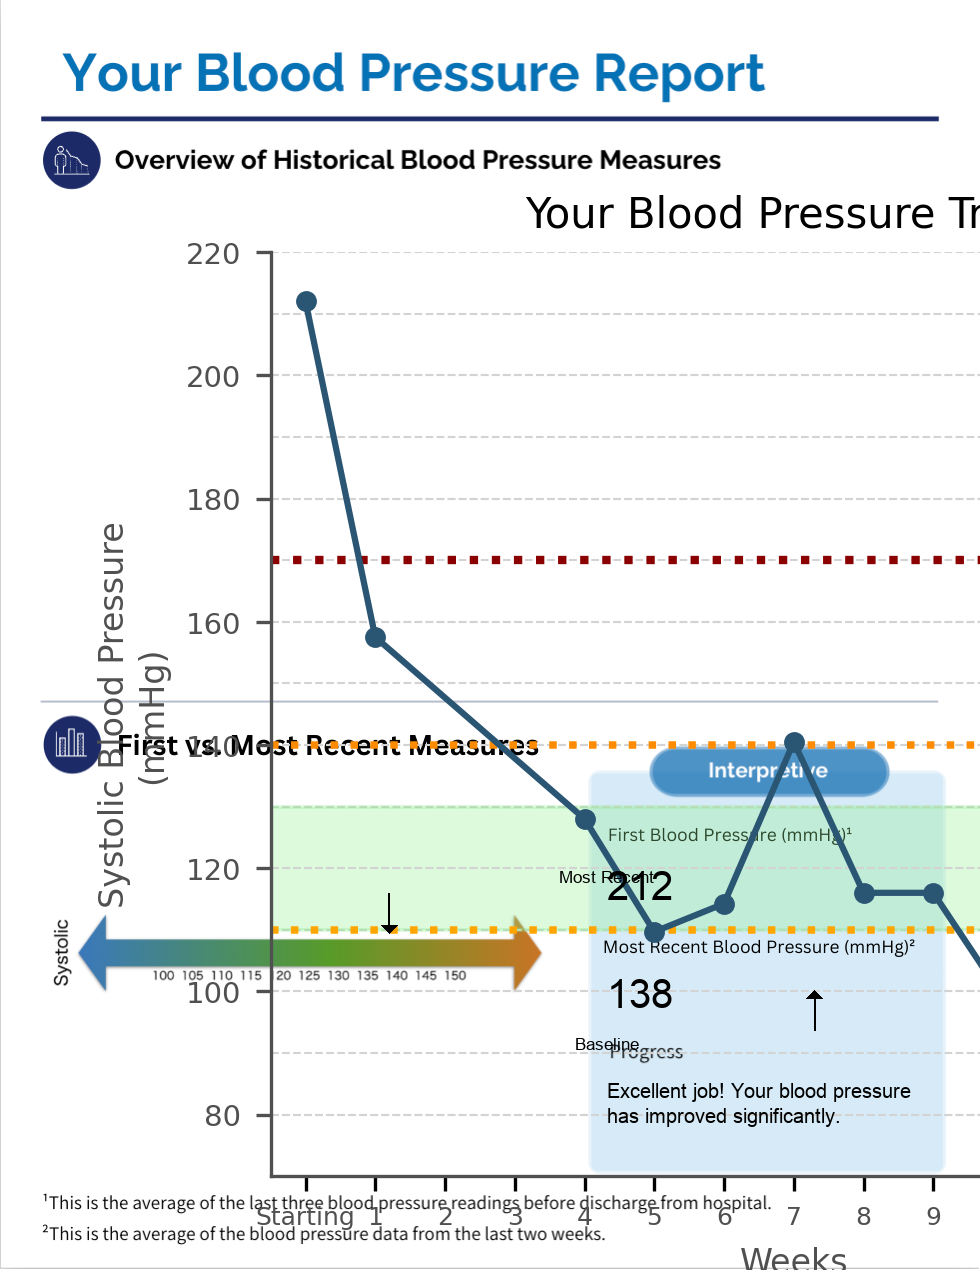 Your Blood Pressure Report
Overview of Historical Blood Pressure Measures
Your Blood Pressure Tr
220
200
180
160
140
120
100
80
Systolic Blood Pressure
(mmHg)
First vs. Most Recent Measures
Interpretive
First Blood Pressure (mmHg)¹
Most Recent
212
Most Recent Blood Pressure (mmHg)²
138
Systolic
100 105 110 115 120 125 130 135 140 145 150
Baseline
Progress
Excellent job! Your blood pressure
has improved significantly.
¹This is the average of the last three blood pressure readings before discharge from hospital.
Starting 1 2 3 4 5 6 7 8 9
²This is the average of the blood pressure data from the last two weeks.
Weeks